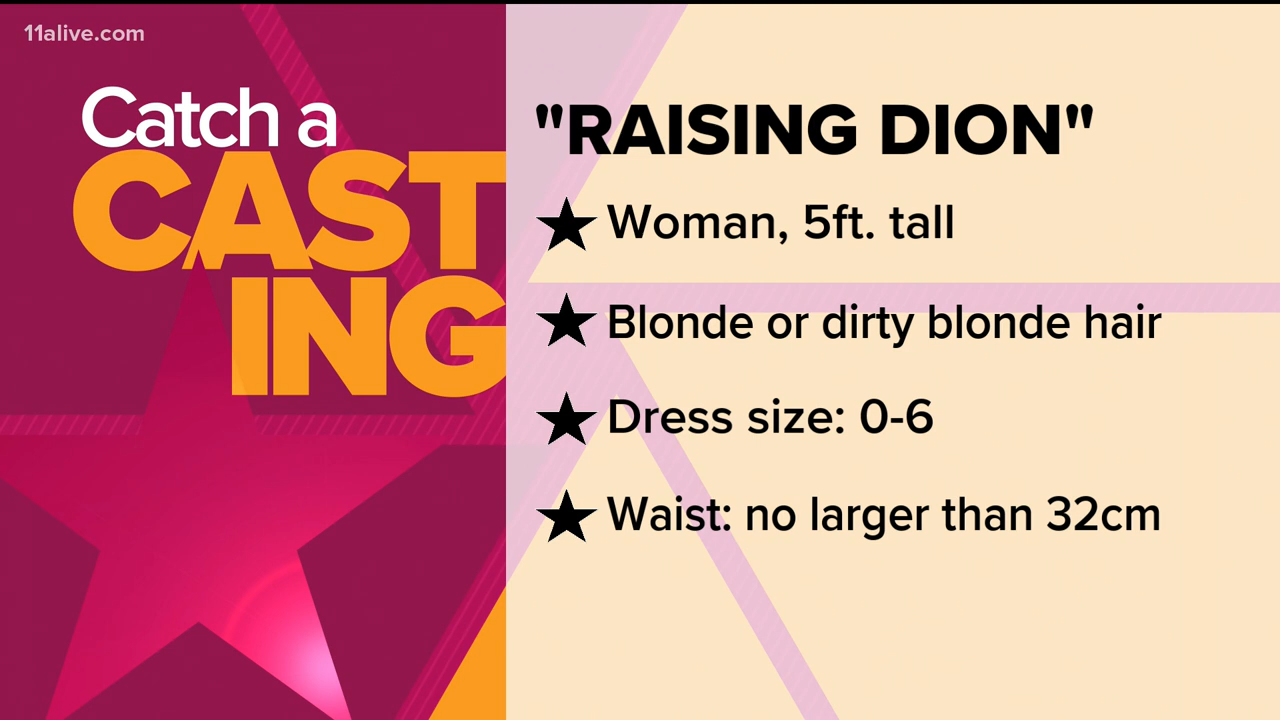 11alive.com
Catch a
CAST
ING
"RAISING DION"
Woman, 5ft. tall
Blonde or dirty blonde hair
Dress size: 0-6
Waist: no larger than 32cm